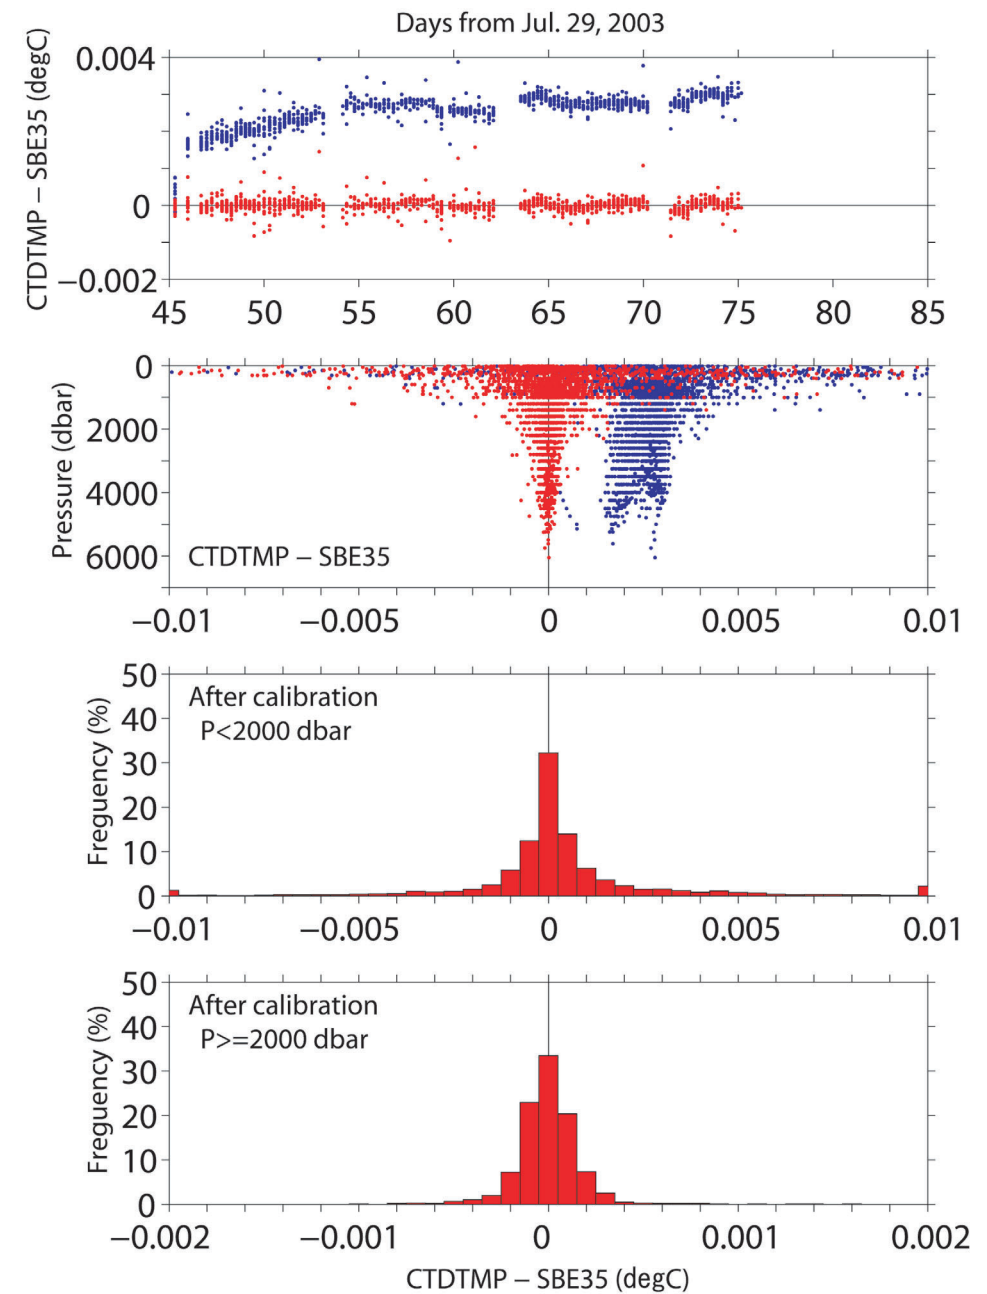 Days from Jul. 29, 2003
CTDTMP – SBE35 (degC)
0.004
0
−0.002
45 50 55 60 65 70 75 80 85
Pressure (dbar)
0
2000
4000
6000
CTDTMP – SBE35
−0.01 −0.005 0 0.005 0.01
Freguency (%)
50
40
30
20
10
0
After calibration
P<2000 dbar
−0.01 −0.005 0 0.005 0.01
Freguency (%)
50
40
30
20
10
0
After calibration
P>=2000 dbar
−0.002 −0.001 0 0.001 0.002
CTDTMP – SBE35 (degC)